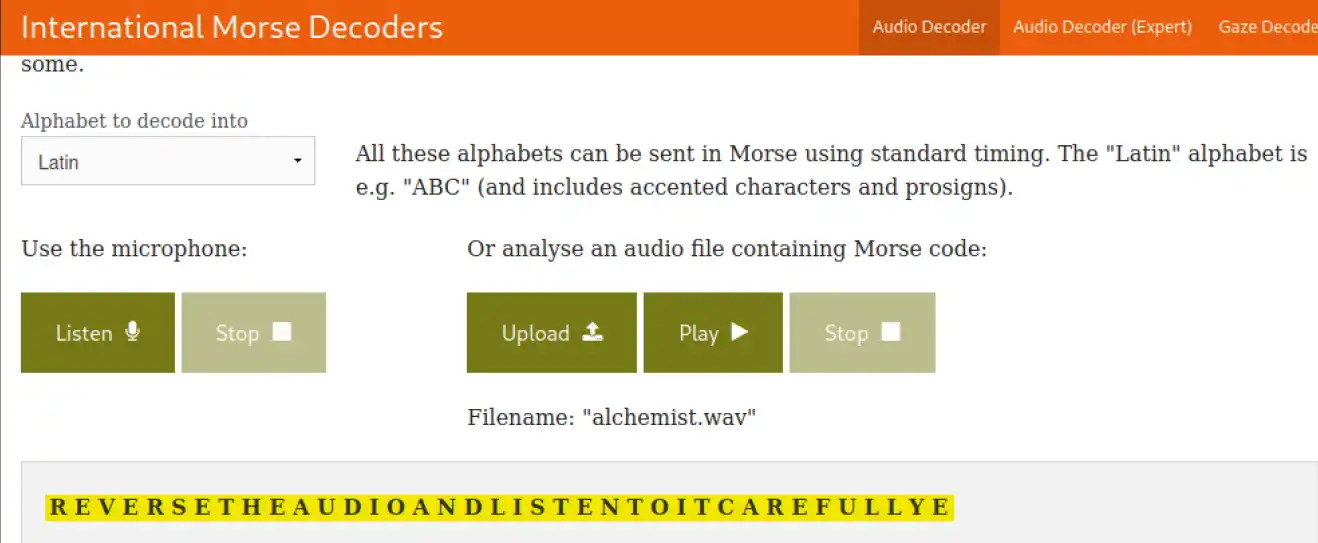 International Morse Decoders
Audio Decoder Audio Decoder (Expert) Gaze Decode
some.
Alphabet to decode into
Latin
All these alphabets can be sent in Morse using standard timing. The "Latin" alphabet is
e.g. "ABC" (and includes accented characters and prosigns).
Use the microphone:
Or analyse an audio file containing Morse code:
Listen Stop
Upload Play Stop
Filename: "alchemist.wav"
R E V E R S E T H E A U D I O A N D L I S T E N T O I T C A R E F U L L Y E